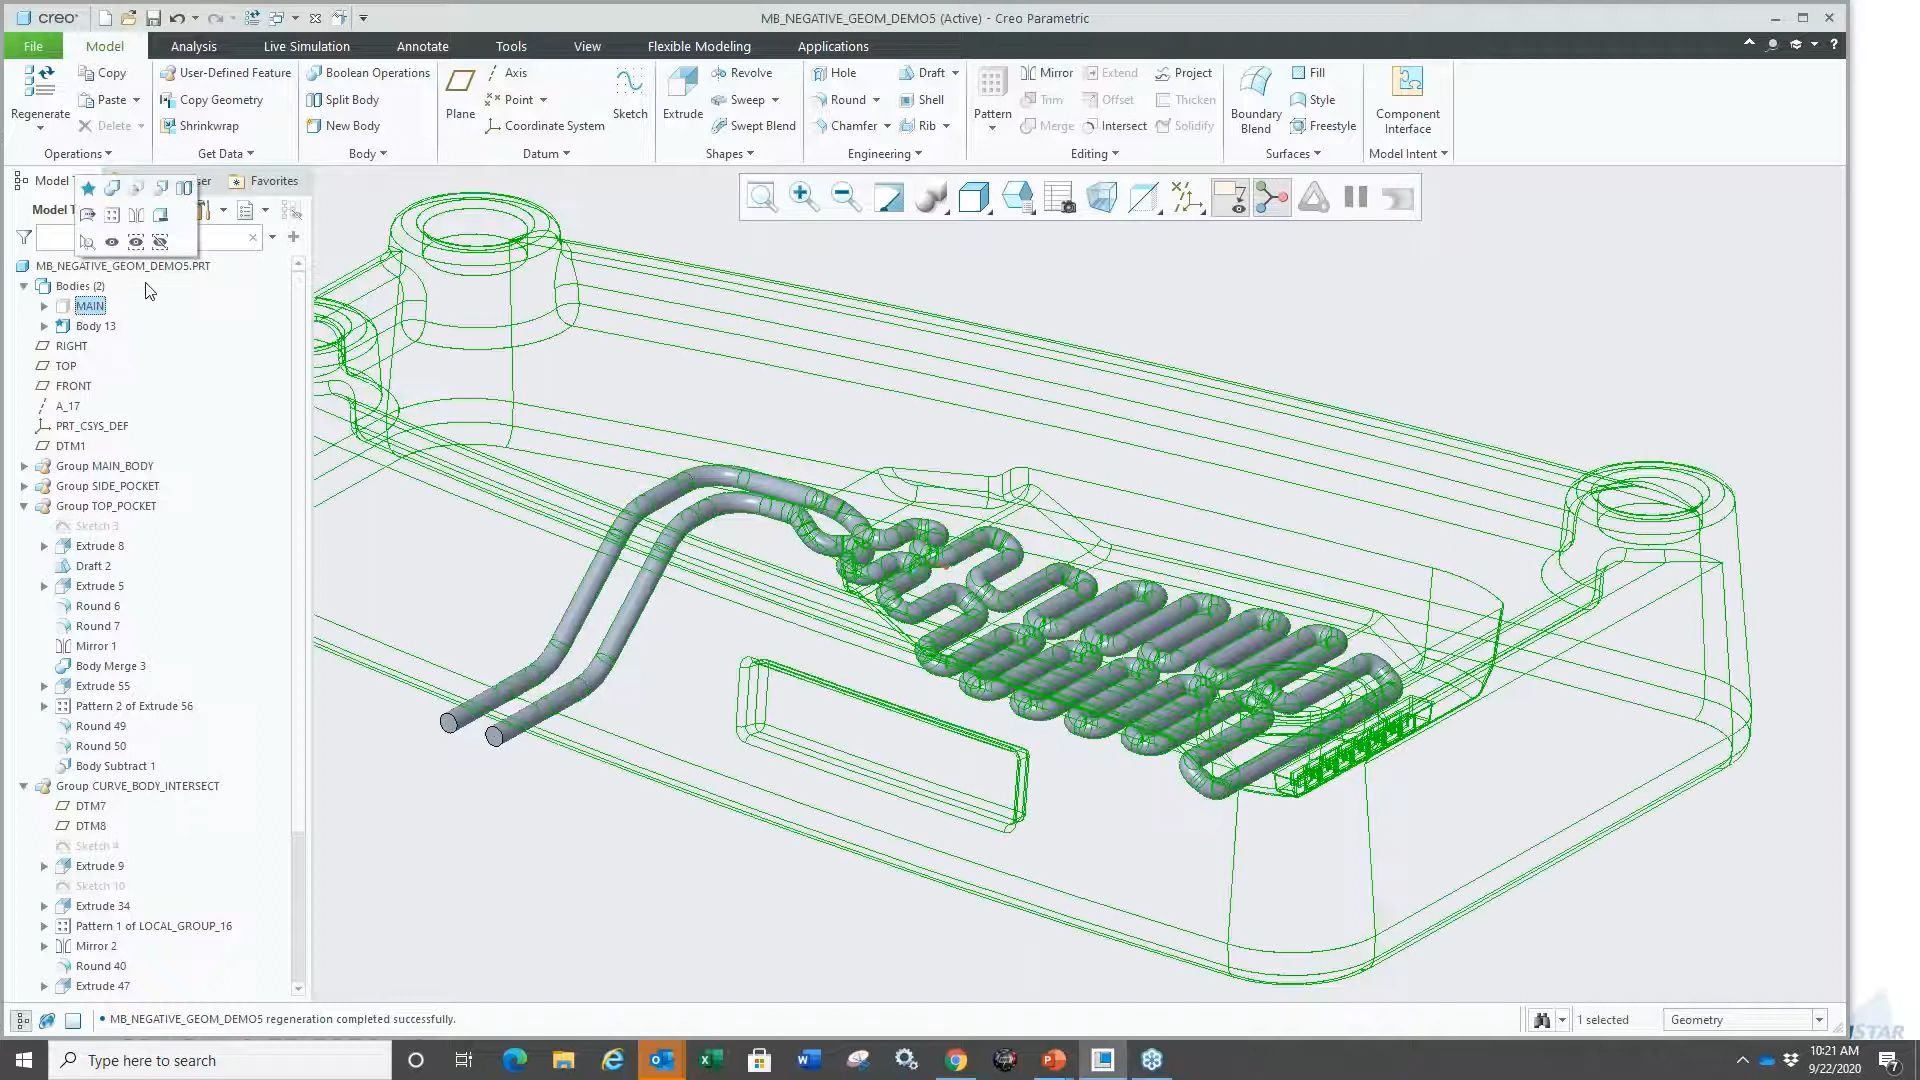 creo
MB_NEGATIVE_GEOM_DEMO5 (Active) - Creo Parametric
File Model Analysis Live Simulation Annotate Tools View Flexible Modeling Applications
Regenerate Copy Paste Delete
Operations
User-Defined Feature Copy Geometry Shrinkwrap
Get Data
Boolean Operations Split Body New Body
Body
Plane Axis Point Coordinate System Sketch
Datum
Extrude Revolve Sweep Swept Blend
Shapes
Hole Round Chamfer Draft Shell Rib
Engineering
Pattern Mirror Trim Merge Extend Offset Intersect Project Thicken Solidify
Editing
Boundary Blend Fill Style Freestyle
Surfaces
Component Interface
Model Intent
Model T ser Favorites
Model T
MB_NEGATIVE_GEOM_DEMO5.PRT
Bodies (2)
MAIN
Body 13
RIGHT
TOP
FRONT
A_17
PRT_CSYS_DEF
DTM1
Group MAIN_BODY
Group SIDE_POCKET
Group TOP_POCKET
Sketch 3
Extrude 8
Draft 2
Extrude 5
Round 6
Round 7
Mirror 1
Body Merge 3
Extrude 55
Pattern 2 of Extrude 56
Round 49
Round 50
Body Subtract 1
Group CURVE_BODY_INTERSECT
DTM7
DTM8
Sketch 4
Extrude 9
Sketch 10
Extrude 34
Pattern 1 of LOCAL_GROUP_16
Mirror 2
Round 40
Extrude 47
• MB_NEGATIVE_GEOM_DEMO5 regeneration completed successfully.
1 selected
Geometry
Type here to search
10:21 AM
9/22/2020
7